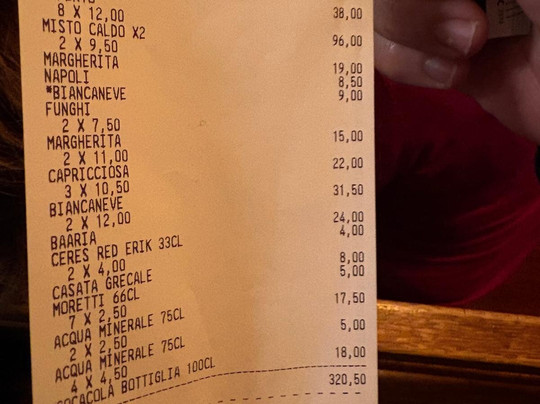 8 X 12,00 38,00
MISTO CALDO X2 96,00
2 X 9,50
MARGHERITA 19,00
NAPOLI 8,50
*BIANCANEVE 9,00
FUNGHI
2 X 7,50
MARGHERITA 15,00
2 X 11,00
CAPRICCIOSA 22,00
3 X 10,50
BIANCANEVE 31,50
2 X 12,00
BAARIA 24,00
CERES RED ERIK 33CL 4,00
2 X 4,00
CASATA GRECALE 8,00
MORETTI 66CL 5,00
7 X 2,50
ACQUA MINERALE 75CL 17,50
2 X 2,50
ACQUA MINERALE 75CL 5,00
4 X 4,50
COCACOLA BOTTIGLIA 100CL 18,00
320,50